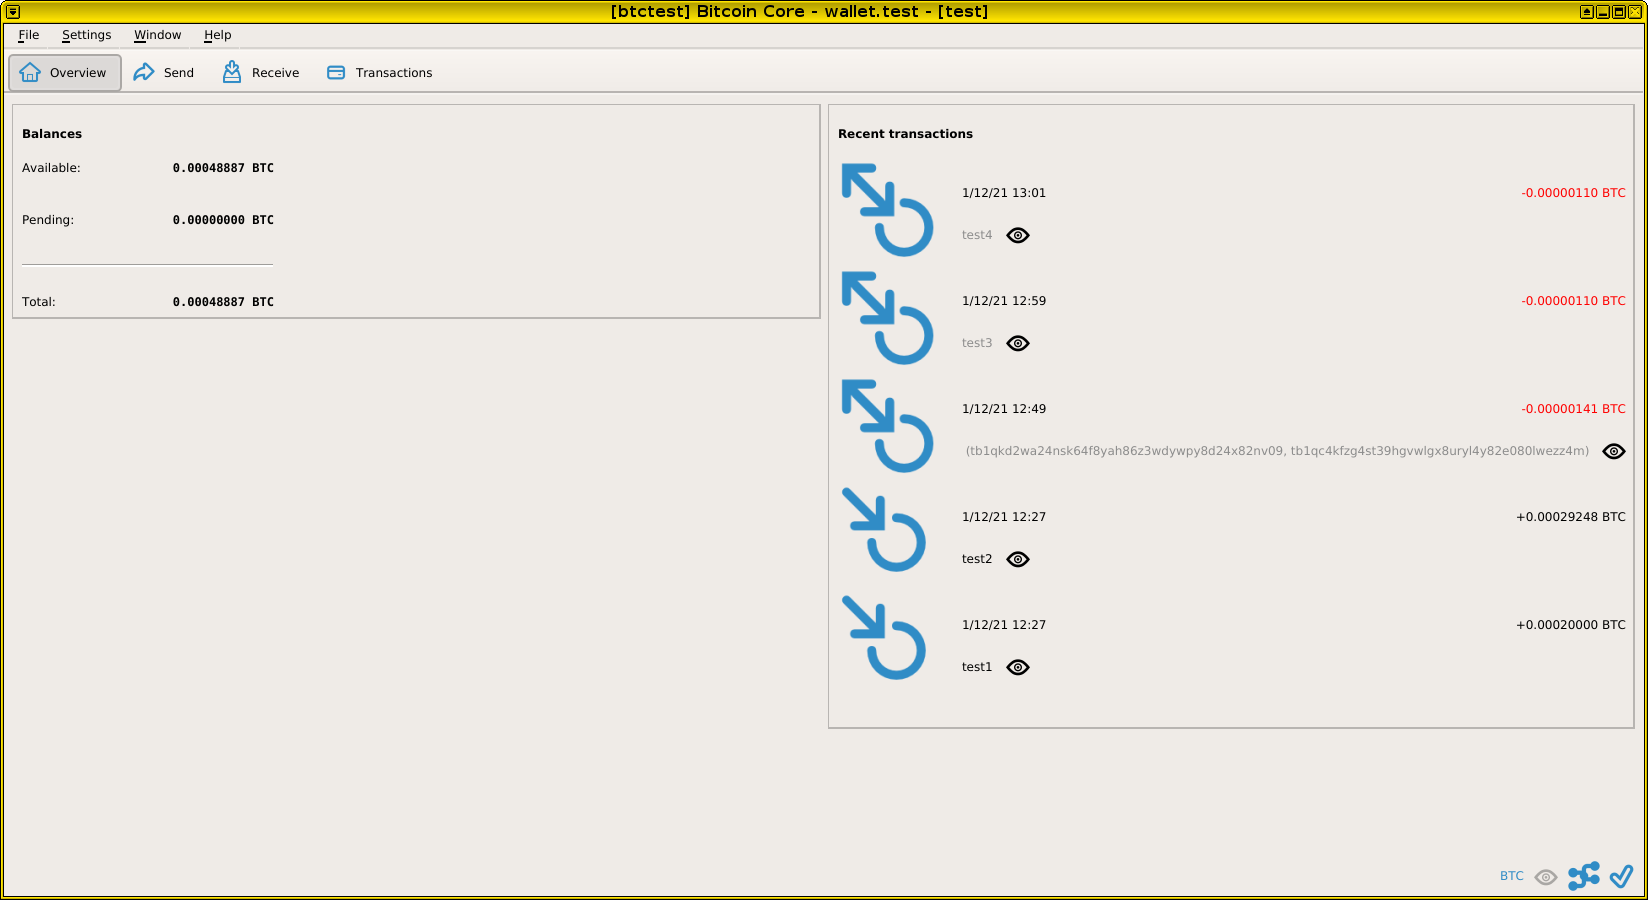 [btctest] Bitcoin Core - wallet.test - [test]
File Settings Window Help
Overview Send Receive Transactions
Balances
Available: 0.00048887 BTC
Pending: 0.00000000 BTC
Total: 0.00048887 BTC
Recent transactions
1/12/21 13:01 -0.00000110 BTC
test4
1/12/21 12:59 -0.00000110 BTC
test3
1/12/21 12:49 -0.00000141 BTC
(tb1qkd2wa24nsk64f8yah86z3wdywpy8d24x82nv09, tb1qc4kfzg4st39hgvwlgx8uryl4y82e080lwezz4m)
1/12/21 12:27 +0.00029248 BTC
test2
1/12/21 12:27 +0.00020000 BTC
test1
BTC